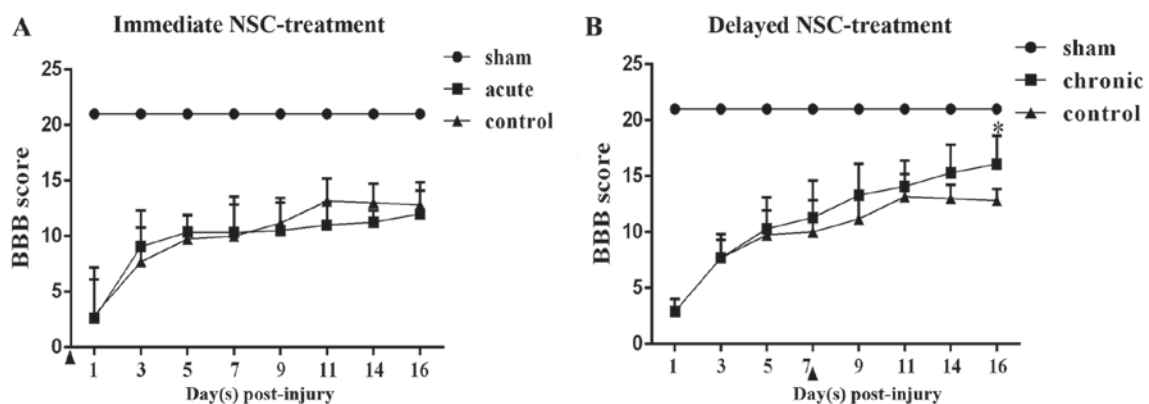 A
Immediate NSC-treatment
sham
acute
control
25
20
15
10
5
0
BBB score
1 3 5 7 9 11 14 16
Day(s) post-injury
B
Delayed NSC-treatment
sham
chronic
control
25
20
15
10
5
0
BBB score
*
1 3 5 7 9 11 14 16
Day(s) post-injury